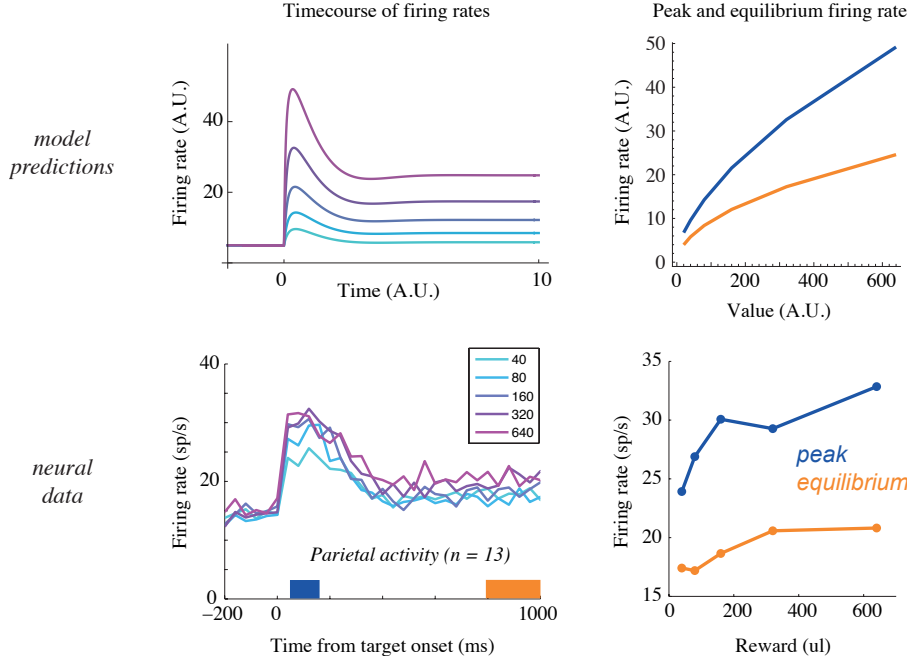 Timecourse of firing rates
Peak and equilibrium firing rate
model
predictions
Firing rate (A.U.)
40
20
0
10
Time (A.U.)
Firing rate (A.U.)
50
40
30
20
10
0
0
200
400
600
Value (A.U.)
neural
data
Firing rate (sp/s)
40
30
20
10
0
40
80
160
320
640
Parietal activity (n = 13)
−200
0
1000
Time from target onset (ms)
Firing rate (sp/s)
35
30
25
20
15
peak
equilibrium
0
200
400
600
Reward (ul)